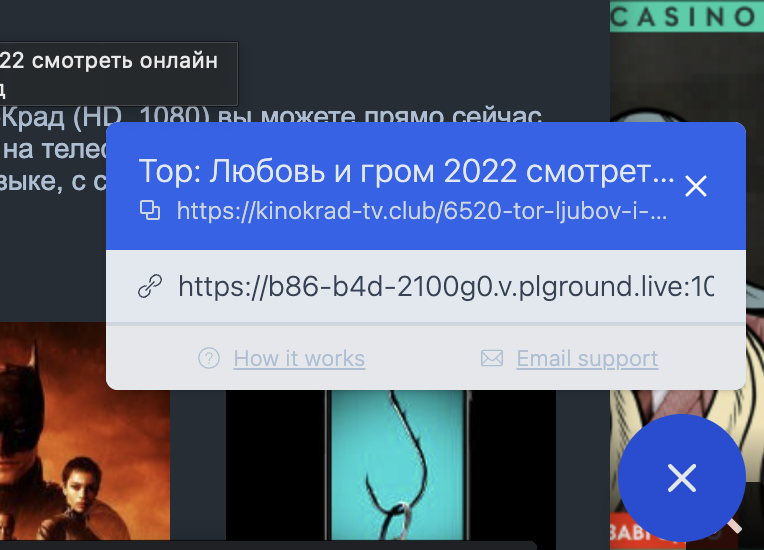 CASINO
22 смотреть онлайн
д
Крад (HD, 1080) вы можете прямо сейчас
на телес
зыке, с с
Тор: Любовь и гром 2022 смотрет...
https://kinokrad-tv.club/6520-tor-ljubov-i-...
https://b86-b4d-2100g0.v.plground.live:10
How it works
Email support